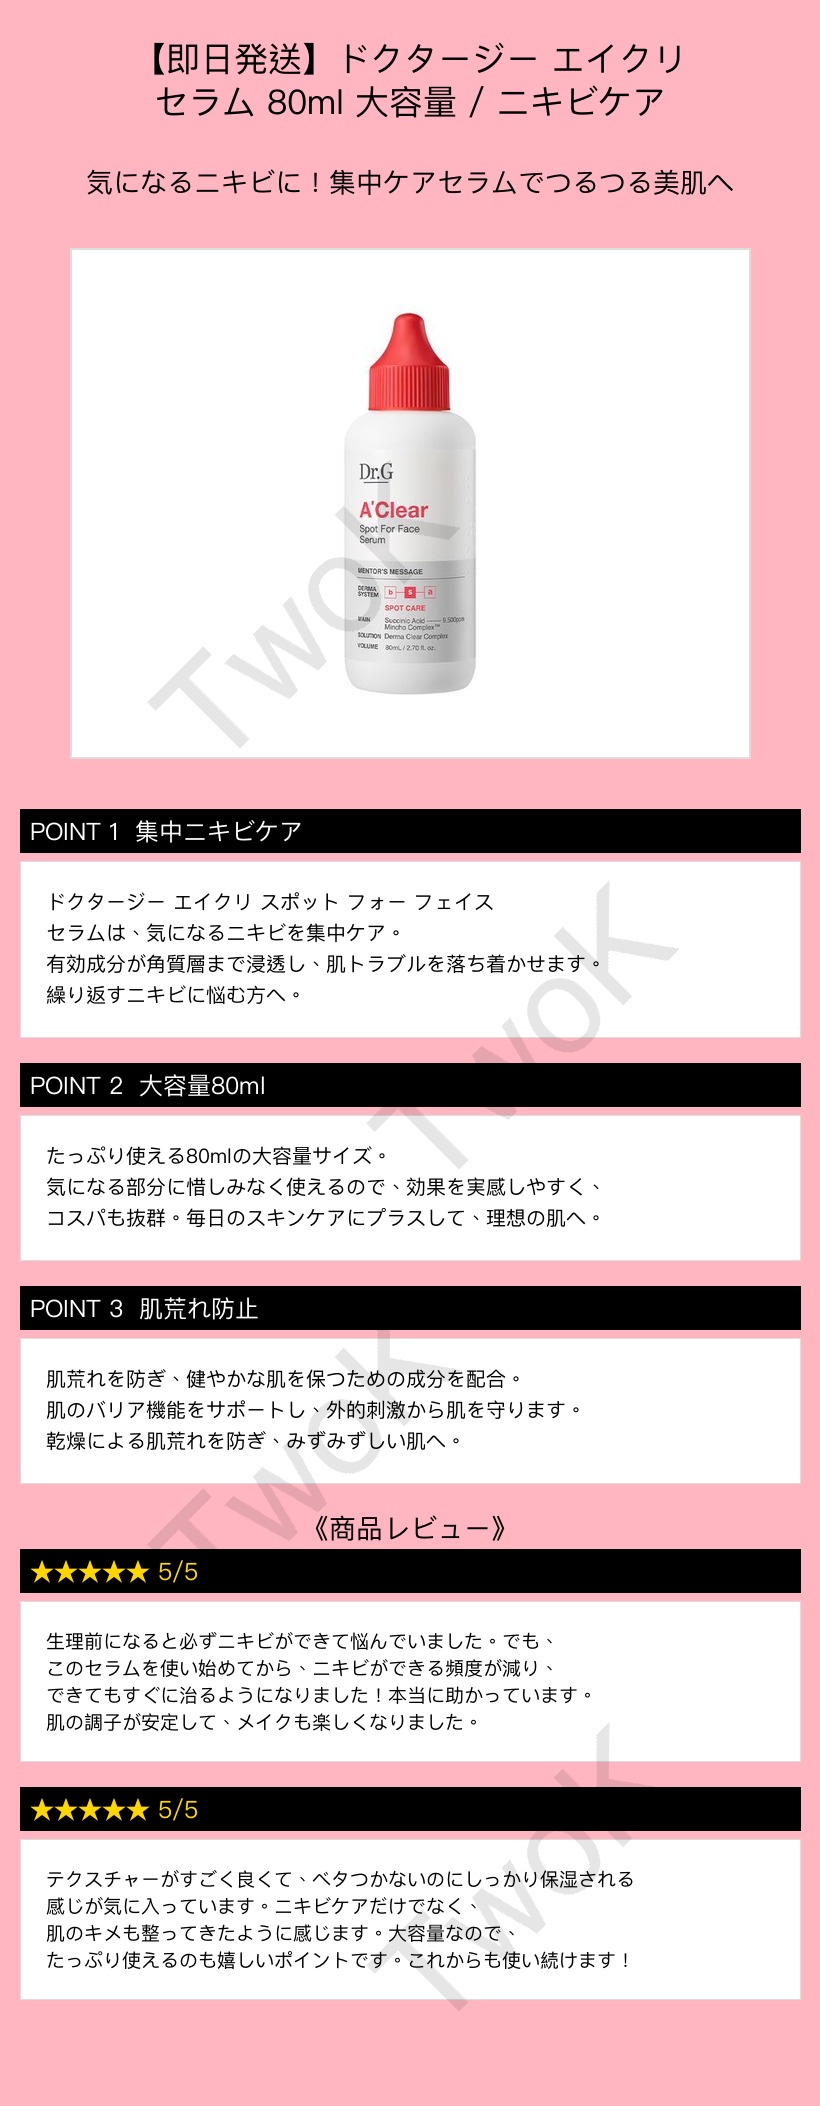 【即日発送】ドクタージー エイクリ
セラム 80ml 大容量 / ニキビケア
気になるニキビに！集中ケアセラムでつるつる美肌へ
Dr.G
A'Clear
Spot For Face
Serum
MENTOR'S MESSAGE
DERMA SYSTEM b s a
SPOT CARE
MAIN Succinic Acid 9,500ppm
Mincho Complex™
SOLUTION Derma Clear Complex
VOLUME 80mL / 2.70 fl. oz.
TwoK
POINT 1 集中ニキビケア
ドクタージー エイクリ スポット フォー フェイス
セラムは、気になるニキビを集中ケア。
有効成分が角質層まで浸透し、肌トラブルを落ち着かせます。
繰り返すニキビに悩む方へ。
TwoK
POINT 2 大容量80ml
たっぷり使える80mlの大容量サイズ。
気になる部分に惜しみなく使えるので、効果を実感しやすく、
コスパも抜群。毎日のスキンケアにプラスして、理想の肌へ。
POINT 3 肌荒れ防止
肌荒れを防ぎ、健やかな肌を保つための成分を配合。
肌のバリア機能をサポートし、外的刺激から肌を守ります。
乾燥による肌荒れを防ぎ、みずみずしい肌へ。
TwoK
《商品レビュー》
★★★★★ 5/5
生理前になると必ずニキビができて悩んでいました。でも、
このセラムを使い始めてから、ニキビができる頻度が減り、
できてもすぐに治るようになりました！本当に助かっています。
肌の調子が安定して、メイクも楽しくなりました。
★★★★★ 5/5
テクスチャーがすごく良くて、ベタつかないのにしっかり保湿される
感じが気に入っています。ニキビケアだけでなく、
肌のキメも整ってきたように感じます。大容量なので、
たっぷり使えるのも嬉しいポイントです。これからも使い続けます！
TwoK